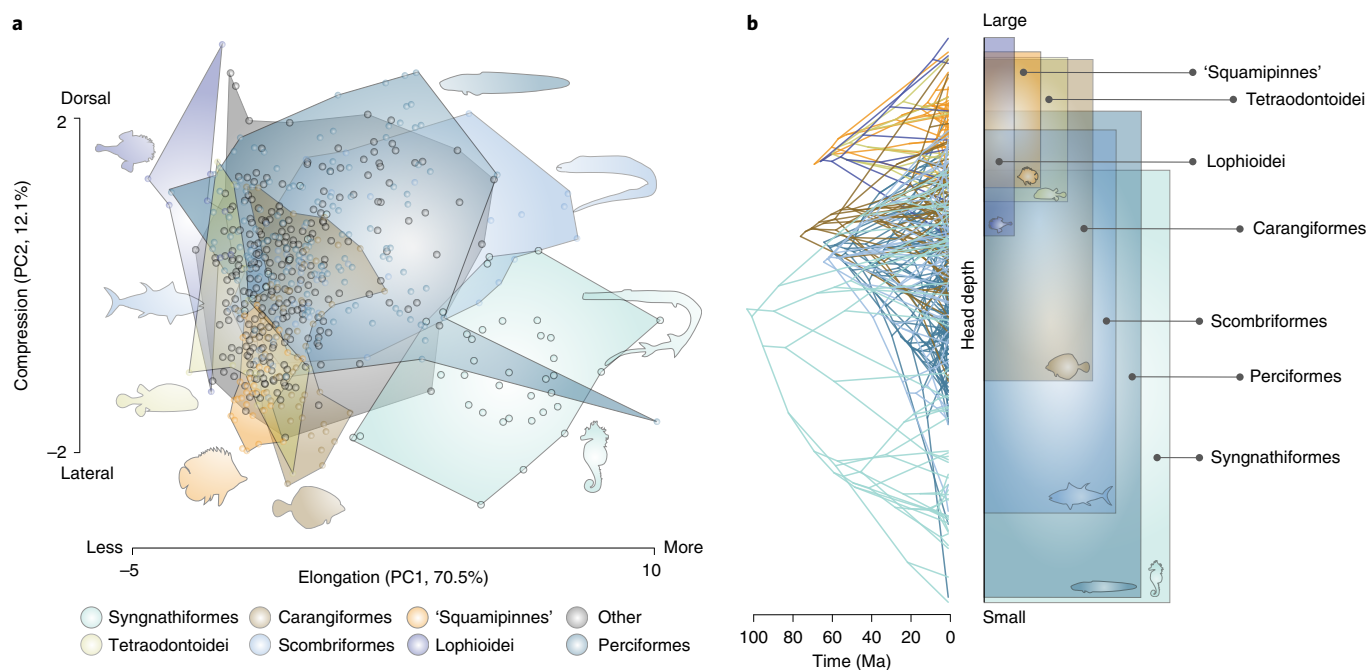 a
Dorsal
2
Compression (PC2, 12.1%)
–2
Lateral
Less
More
–5
10
Elongation (PC1, 70.5%)
Syngnathiformes
Carangiformes
'Squamipinnes'
Other
Tetraodontoidei
Scombriformes
Lophioidei
Perciformes
b
100 80 60 40 20 0
Time (Ma)
Large
Head depth
Small
'Squamipinnes'
Tetraodontoidei
Lophioidei
Carangiformes
Scombriformes
Perciformes
Syngnathiformes